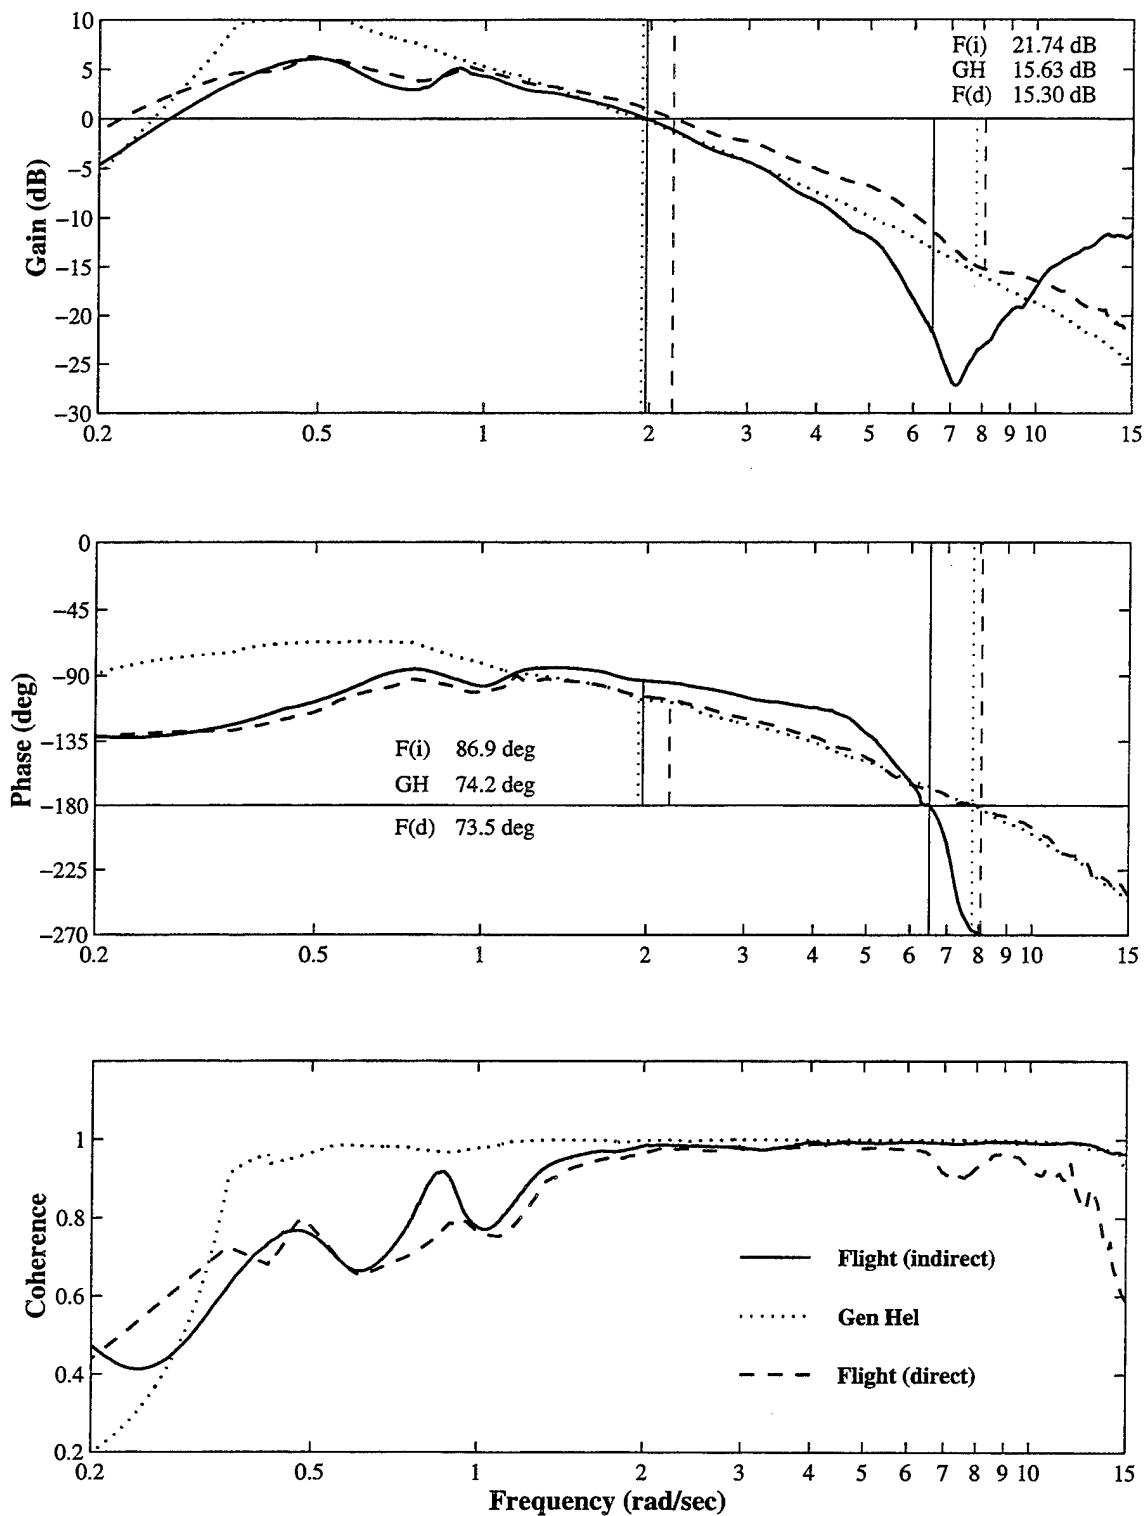 10
5
0
−5
−10
−15
−20
−25
−30
Gain (dB)
F(i) 21.74 dB
GH 15.63 dB
F(d) 15.30 dB
0.2 0.5 1 2 3 4 5 6 7 8 9 10 15
0
−45
−90
−135
−180
−225
−270
Phase (deg)
F(i) 86.9 deg
GH 74.2 deg
F(d) 73.5 deg
0.2 0.5 1 2 3 4 5 6 7 8 9 10 15
1
0.8
0.6
0.4
0.2
Coherence
Flight (indirect)
Gen Hel
Flight (direct)
0.2 0.5 1 2 3 4 5 6 7 8 9 10 15
Frequency (rad/sec)